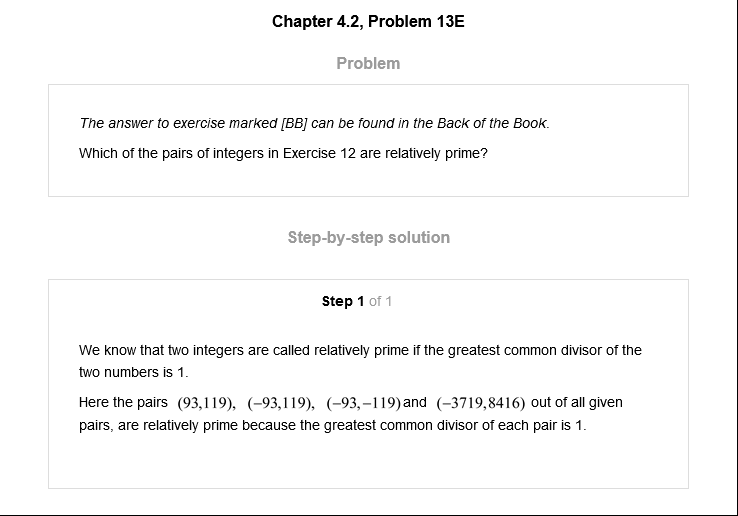 Chapter 4.2, Problem 13E
Problem
The answer to exercise marked [BB] can be found in the Back of the Book.
Which of the pairs of integers in Exercise 12 are relatively prime?
Step-by-step solution
Step 1 of 1
We know that two integers are called relatively prime if the greatest common divisor of the
two numbers is 1.
Here the pairs (93,119), (−93,119), (−93,−119) and (−3719,8416) out of all given
pairs, are relatively prime because the greatest common divisor of each pair is 1.